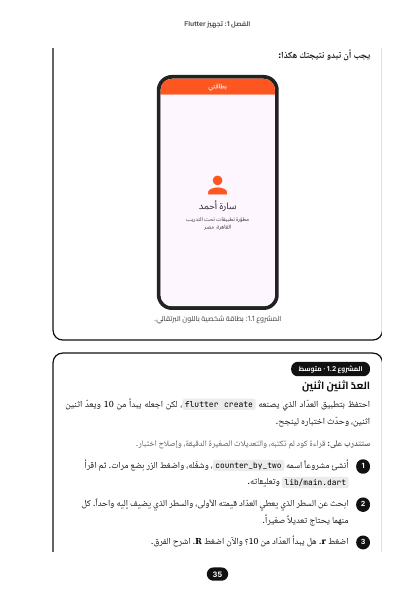 الفصل 1: تجهيز Flutter
يجب أن تبدو نتيجتك هكذا:
بطاقتي
سارة أحمد
مطوّرة تطبيقات تحت التدريب
القاهرة، مصر
المشروع 1.1: بطاقة شخصية باللون البرتقالي.
المشروع 1.2 · متوسط
العدّ اثنين اثنين
احتفظ بتطبيق العدّاد الذي يصنعه flutter create، لكن اجعله يبدأ من 10 ويعدّ اثنين
اثنين، وحدّث اختباره لينجح.
ستتدرب على: قراءة كود لم تكتبه، والتعديلات الصغيرة الدقيقة، وإصلاح اختبار.
1 أنشئ مشروعاً اسمه counter_by_two، وشغّله، واضغط الزر بضع مرات. ثم اقرأ
lib/main.dart وتعليقاته.
2 ابحث عن السطر الذي يعطي العدّاد قيمته الأولى، والسطر الذي يضيف إليه واحداً. كل
منهما يحتاج تعديلاً صغيراً.
3 اضغط r. هل يبدأ العدّاد من 10؟ والآن اضغط R. اشرح الفرق.
35